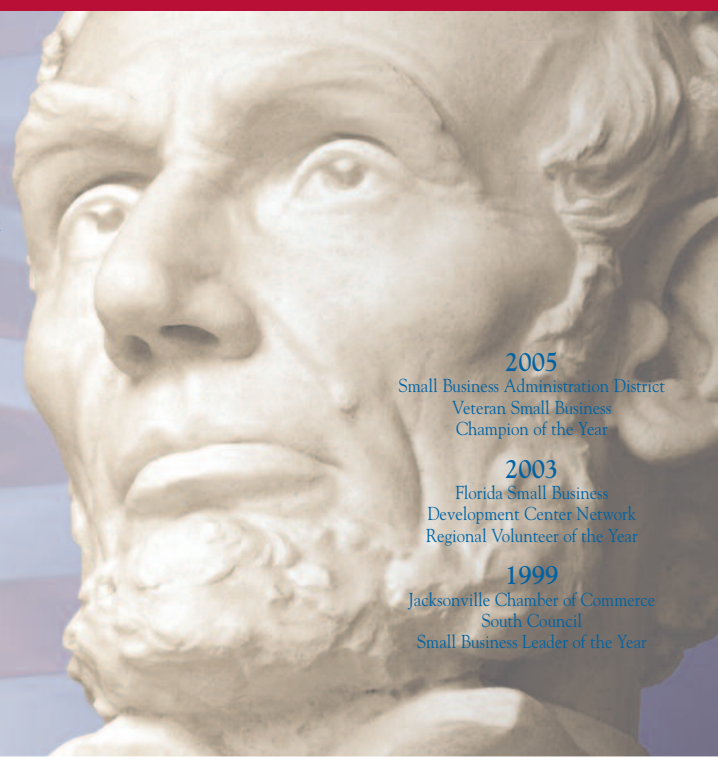 2005
Small Business Administration District
Veteran Small Business
Champion of the Year
2003
Florida Small Business
Development Center Network
Regional Volunteer of the Year
1999
Jacksonville Chamber of Commerce
South Council
Small Business Leader of the Year